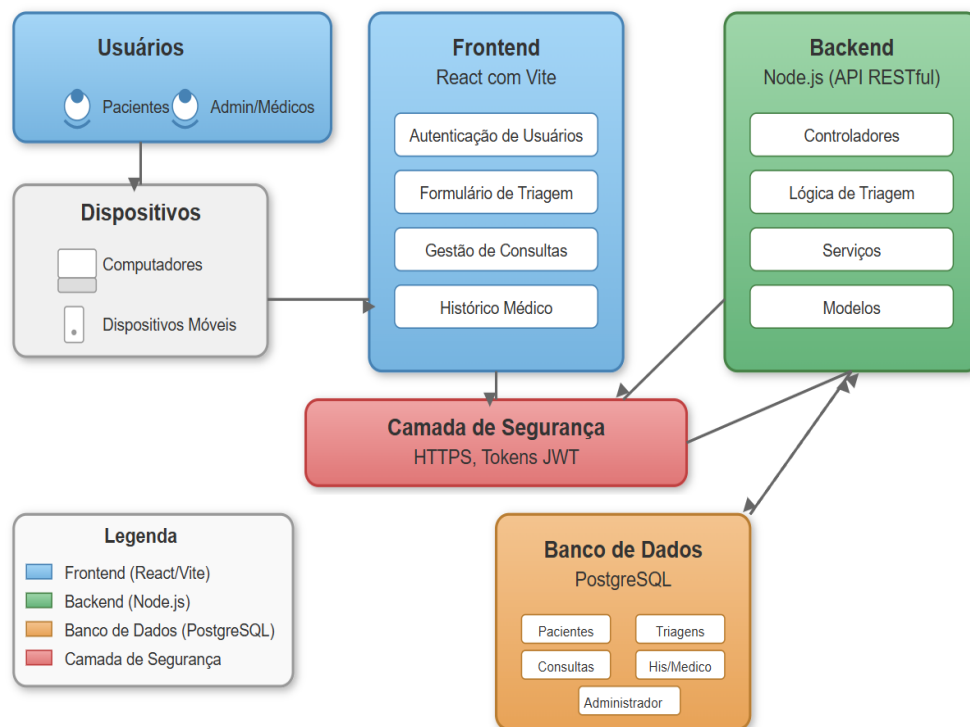 Usuários
Pacientes
Admin/Médicos
Dispositivos
Computadores
Dispositivos Móveis
Frontend
React com Vite
Autenticação de Usuários
Formulário de Triagem
Gestão de Consultas
Histórico Médico
Backend
Node.js (API RESTful)
Controladores
Lógica de Triagem
Serviços
Modelos
Camada de Segurança
HTTPS, Tokens JWT
Legenda
Frontend (React/Vite)
Backend (Node.js)
Banco de Dados (PostgreSQL)
Camada de Segurança
Banco de Dados
PostgreSQL
Pacientes
Triagens
Consultas
His/Medico
Administrador